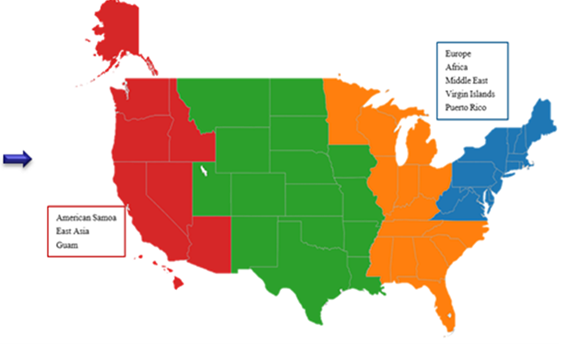 Europe
Africa
Middle East
Virgin Islands
Puerto Rico
American Samoa
East Asia
Guam